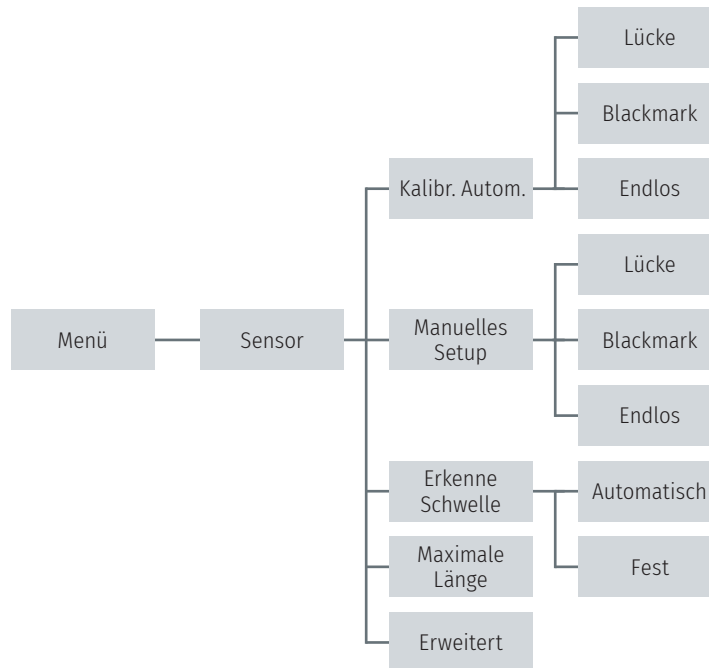 Menü
Sensor
Kalibr. Autom.
Lücke
Blackmark
Endlos
Manuelles
Setup
Lücke
Blackmark
Endlos
Erkenne
Schwelle
Automatisch
Fest
Maximale
Länge
Erweitert